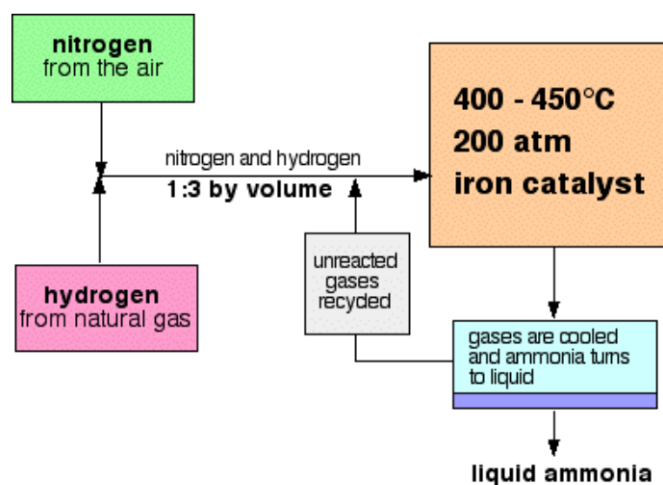 nitrogen
from the air
400 - 450°C
200 atm
iron catalyst
nitrogen and hydrogen
1:3 by volume
unreacted
gases
recycled
hydrogen
from natural gas
gases are cooled
and ammonia turns
to liquid
liquid ammonia